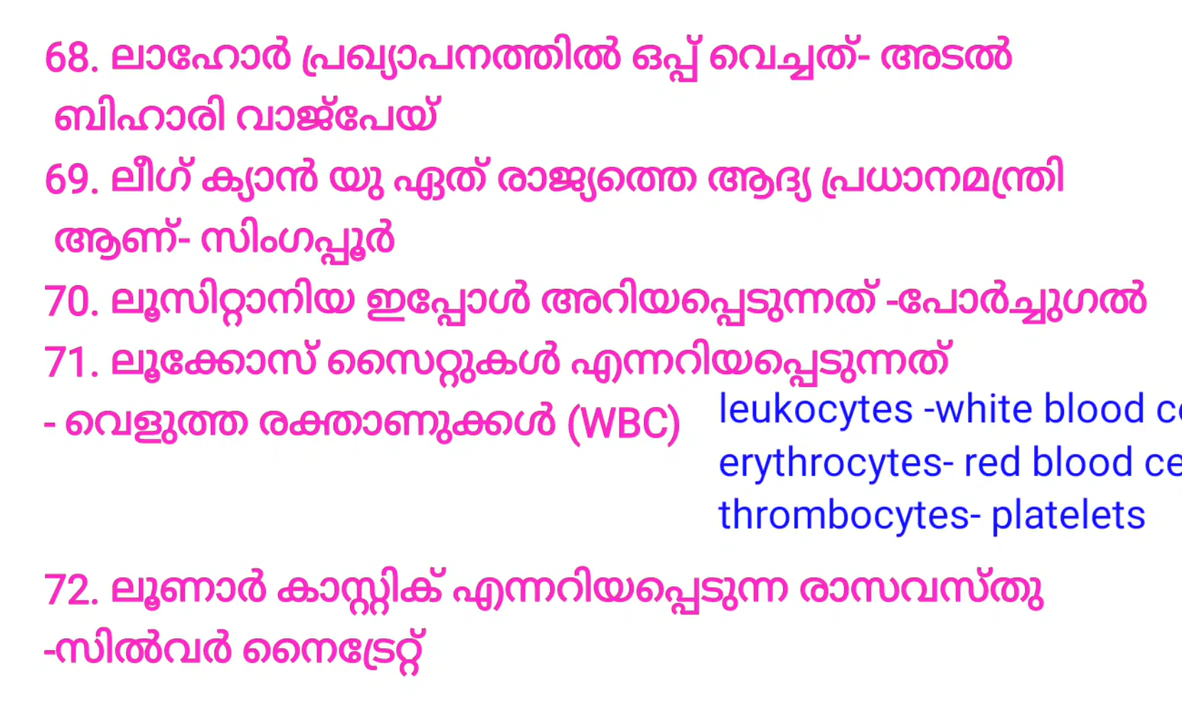 68. ലാഹോർ പ്രഖ്യാപനത്തിൽ ഒപ്പ് വെച്ചത്- അടൽ
ബിഹാരി വാജ്പേയ്
69. ലീഗ് ക്യാൻ യു ഏത് രാജ്യത്തെ ആദ്യ പ്രധാനമന്ത്രി
ആണ്- സിംഗപ്പൂർ
70. ലൂസിറ്റാനിയ ഇപ്പോൾ അറിയപ്പെടുന്നത് -പോർച്ചുഗൽ
71. ലൂക്കോസ് സൈറ്റുകൾ എന്നറിയപ്പെടുന്നത്
- വെളുത്ത രക്താണുക്കൾ (WBC)
leukocytes -white blood
erythrocytes- red blood
thrombocytes- platelets
72. ലൂണാർ കാസ്റ്റിക് എന്നറിയപ്പെടുന്ന രാസവസ്തു
-സിൽവർ നൈട്രേറ്റ്